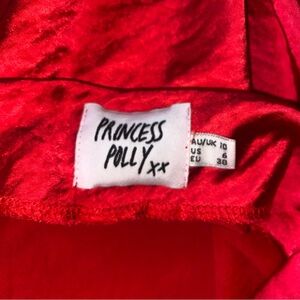 PRINCESS
POLLY xx
AU/UK 10
US 6
EU 38